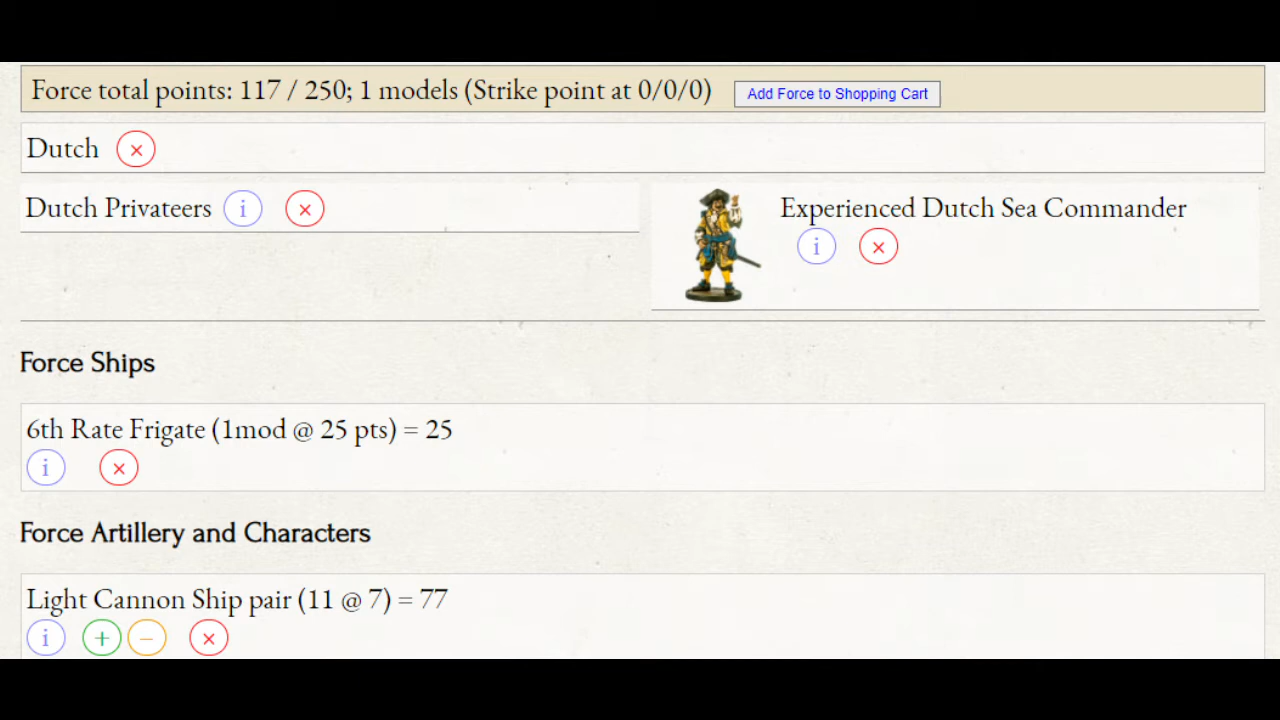 Force total points: 117 / 250; 1 models (Strike point at 0/0/0) Add Force to Shopping Cart
Dutch ×
Dutch Privateers i ×
Experienced Dutch Sea Commander
i ×
Force Ships
6th Rate Frigate (1mod @ 25 pts) = 25
i ×
Force Artillery and Characters
Light Cannon Ship pair (11 @ 7) = 77
i + − ×